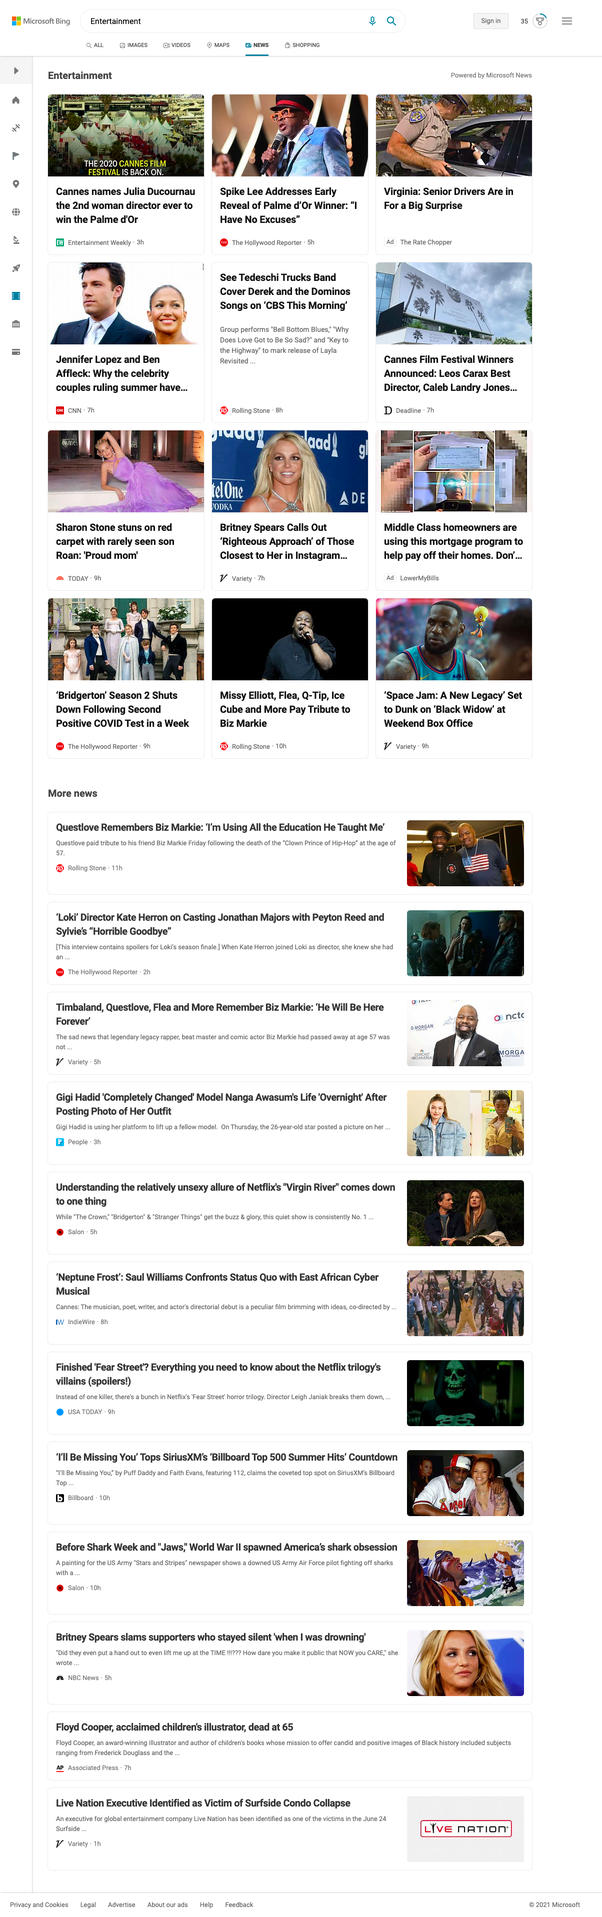 Microsoft Bing
Entertainment
Sign in
35
ALL
IMAGES
VIDEOS
MAPS
NEWS
SHOPPING
Entertainment
Powered by Microsoft News
THE 2020 CANNES FILM
FESTIVAL IS BACK ON.
Cannes names Julia Ducournau
the 2nd woman director ever to
win the Palme d'Or
Entertainment Weekly · 3h
Spike Lee Addresses Early
Reveal of Palme d'Or Winner: "I
Have No Excuses"
The Hollywood Reporter · 5h
Virginia: Senior Drivers Are in
For a Big Surprise
Ad The Rate Chopper
Jennifer Lopez and Ben
Affleck: Why the celebrity
couples ruling summer have...
CNN · 7h
See Tedeschi Trucks Band
Cover Derek and the Dominos
Songs on 'CBS This Morning'
Group performs "Bell Bottom Blues," "Why
Does Love Got to Be So Sad?" and "Key to
the Highway" to mark release of Layla
Revisited ...
Rolling Stone · 8h
Cannes Film Festival Winners
Announced: Leos Carax Best
Director, Caleb Landry Jones...
Deadline · 7h
Sharon Stone stuns on red
carpet with rarely seen son
Roan: 'Proud mom'
TODAY · 9h
glaad
VODKA
DE
Britney Spears Calls Out
'Righteous Approach' of Those
Closest to Her in Instagram...
Variety · 7h
Middle Class homeowners are
using this mortgage program to
help pay off their homes. Don'...
Ad LowerMyBills
'Bridgerton' Season 2 Shuts
Down Following Second
Positive COVID Test in a Week
The Hollywood Reporter · 9h
Missy Elliott, Flea, Q-Tip, Ice
Cube and More Pay Tribute to
Biz Markie
Rolling Stone · 10h
'Space Jam: A New Legacy' Set
to Dunk on 'Black Widow' at
Weekend Box Office
Variety · 9h
More news
Questlove Remembers Biz Markie: 'I'm Using All the Education He Taught Me'
Questlove paid tribute to his friend Biz Markie Friday following the death of the "Clown Prince of Hip-Hop" at the age of
57.
Rolling Stone · 11h
'Loki' Director Kate Herron on Casting Jonathan Majors with Peyton Reed and
Sylvie's "Horrible Goodbye"
[This interview contains spoilers for Loki's season finale.] When Kate Herron joined Loki as director, she knew she had
an ...
The Hollywood Reporter · 2h
Timbaland, Questlove, Flea and More Remember Biz Markie: 'He Will Be Here
Forever'
The sad news that legendary legacy rapper, beat master and comic actor Biz Markie had passed away at age 57 was
not ...
Variety · 5h
Gigi Hadid 'Completely Changed' Model Nanga Awasum's Life 'Overnight' After
Posting Photo of Her Outfit
Gigi Hadid is using her platform to lift up a fellow model. On Thursday, the 26-year-old star posted a picture on her ...
People · 3h
Understanding the relatively unsexy allure of Netflix's "Virgin River" comes down
to one thing
While "The Crown," "Bridgerton" & "Stranger Things" get the buzz & glory, this quiet show is consistently No. 1 ...
Salon · 5h
'Neptune Frost': Saul Williams Confronts Status Quo with East African Cyber
Musical
Cannes: The musician, poet, writer, and actor's directorial debut is a peculiar film brimming with ideas, co-directed by ...
IndieWire · 8h
Finished 'Fear Street'? Everything you need to know about the Netflix trilogy's
villains (spoilers!)
Instead of one killer, there's a bunch in Netflix's 'Fear Street' horror trilogy. Director Leigh Janiak breaks them down, ...
USA TODAY · 9h
'I'll Be Missing You' Tops SiriusXM's 'Billboard Top 500 Summer Hits' Countdown
"I'll Be Missing You," by Puff Daddy and Faith Evans, featuring 112, claims the coveted top spot on SiriusXM's Billboard
Top ...
Billboard · 10h
Before Shark Week and "Jaws," World War II spawned America's shark obsession
A painting for the US Army "Stars and Stripes" newspaper shows a downed US Army Air Force pilot fighting off sharks
with a ...
Salon · 10h
Britney Spears slams supporters who stayed silent 'when I was drowning'
"Did they even put a hand out to even lift me up at the TIME !!!??? How dare you make it public that NOW you CARE," she
wrote ...
NBC News · 5h
Floyd Cooper, acclaimed children's illustrator, dead at 65
Floyd Cooper, an award-winning illustrator and author of children's books whose mission to offer candid and positive images of Black history included subjects
ranging from Frederick Douglass and the ...
AP Associated Press · 7h
Live Nation Executive Identified as Victim of Surfside Condo Collapse
An executive for global entertainment company Live Nation has been identified as one of the victims in the June 24
Surfside ...
Variety · 1h
LIVE NATION
Privacy and Cookies
Legal
Advertise
About our ads
Help
Feedback
© 2021 Microsoft